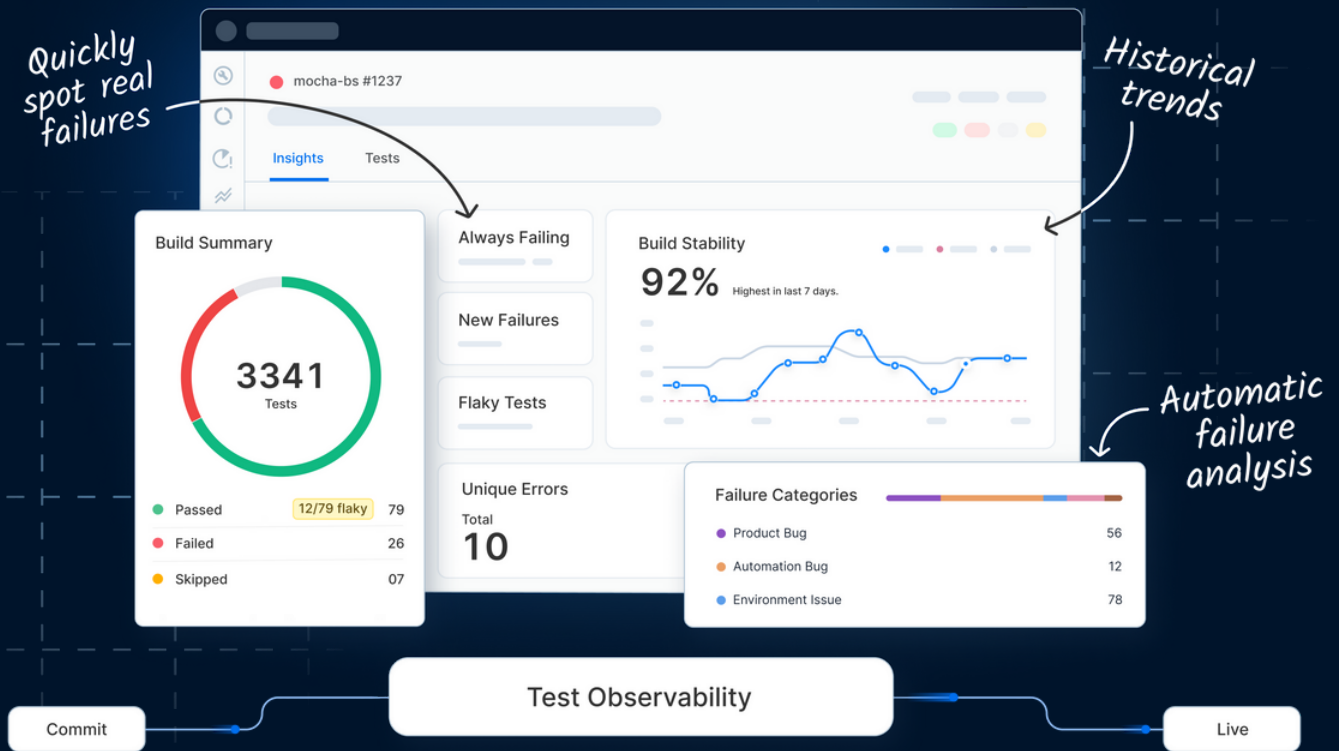 Quickly
spot real
failures
Historical
trends
mocha-bs #1237
Insights
Tests
Build Summary
3341
Tests
Passed 12/79 flaky 79
Failed 26
Skipped 07
Always Failing
New Failures
Flaky Tests
Build Stability
92% Highest in last 7 days.
Unique Errors
Total
10
Automatic
failure
analysis
Failure Categories
Product Bug 56
Automation Bug 12
Environment Issue 78
Test Observability
Commit
Live